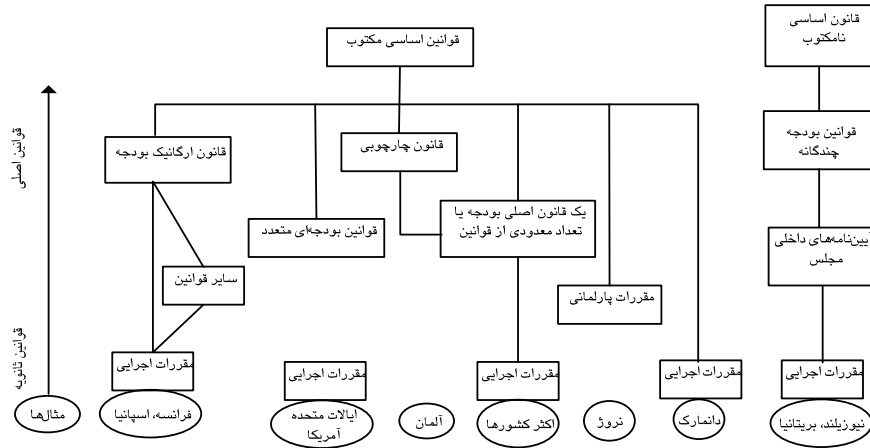 قوانین اساسی مکتوب
قانون اساسی
نامکتوب
قانون ارگانیک بودجه
قانون چارچوبی
قوانین بودجه
چندگانه
قوانین بودجه‌ای متعدد
یک قانون اصلی بودجه یا
تعداد معدودی از قوانین
آیین‌نامه‌های داخلی
مجلس
سایر قوانین
مقررات پارلمانی
مقررات اجرایی
مقررات اجرایی
مقررات اجرایی
مقررات اجرایی
مقررات اجرایی
قوانین اصلی
قوانین ثانویه
مثال‌ها
فرانسه، اسپانیا
ایالات متحده
آمریکا
آلمان
اکثر کشورها
نروژ
دانمارک
نیوزیلند، بریتانیا